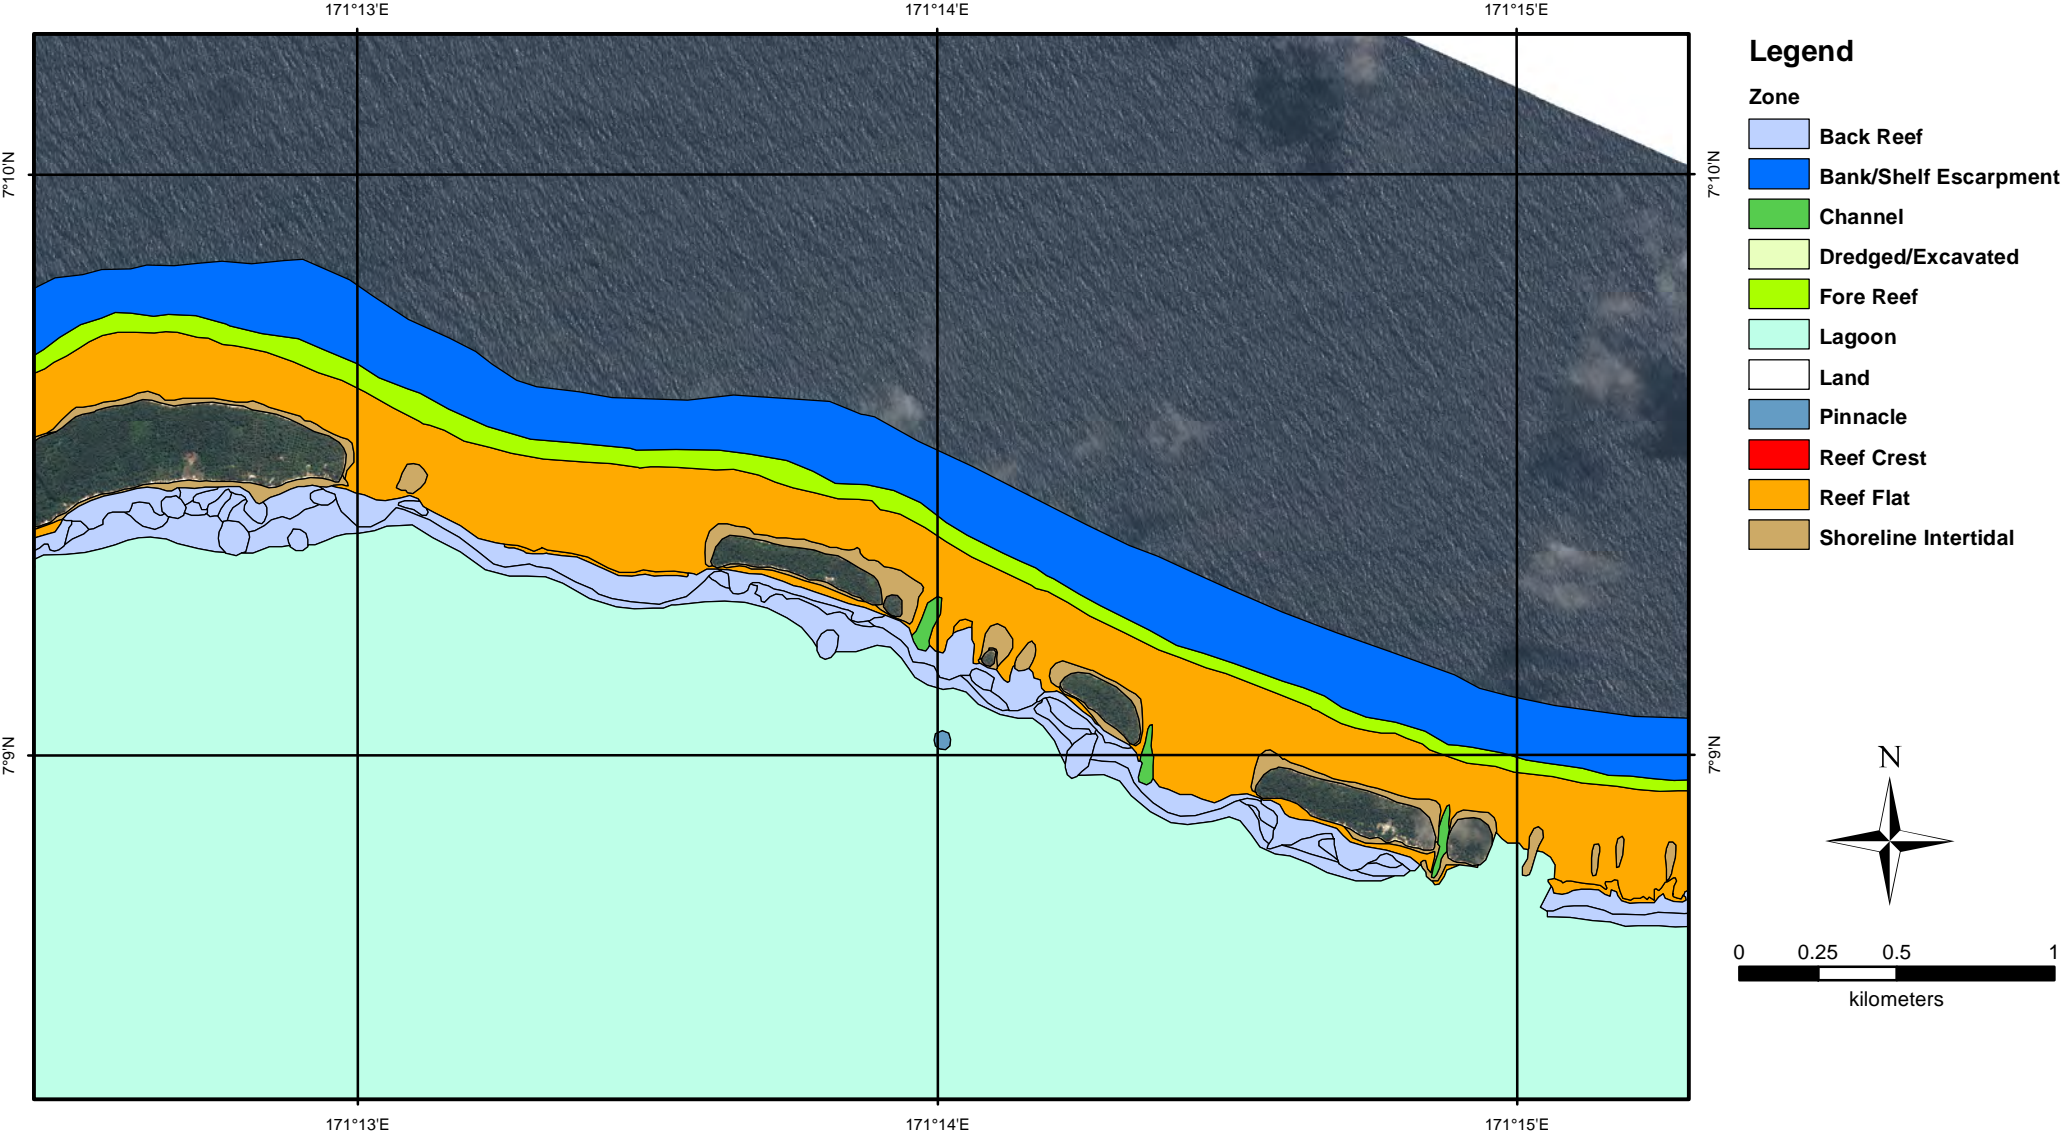 171°13'E 171°14'E 171°15'E
Legend
Zone
Back Reef
Bank/Shelf Escarpment
Channel
Dredged/Excavated
Fore Reef
Lagoon
Land
Pinnacle
Reef Crest
Reef Flat
Shoreline Intertidal
7°10'N 7°10'N
7°9'N 7°9'N
N
0 0.25 0.5 1
kilometers
171°13'E 171°14'E 171°15'E